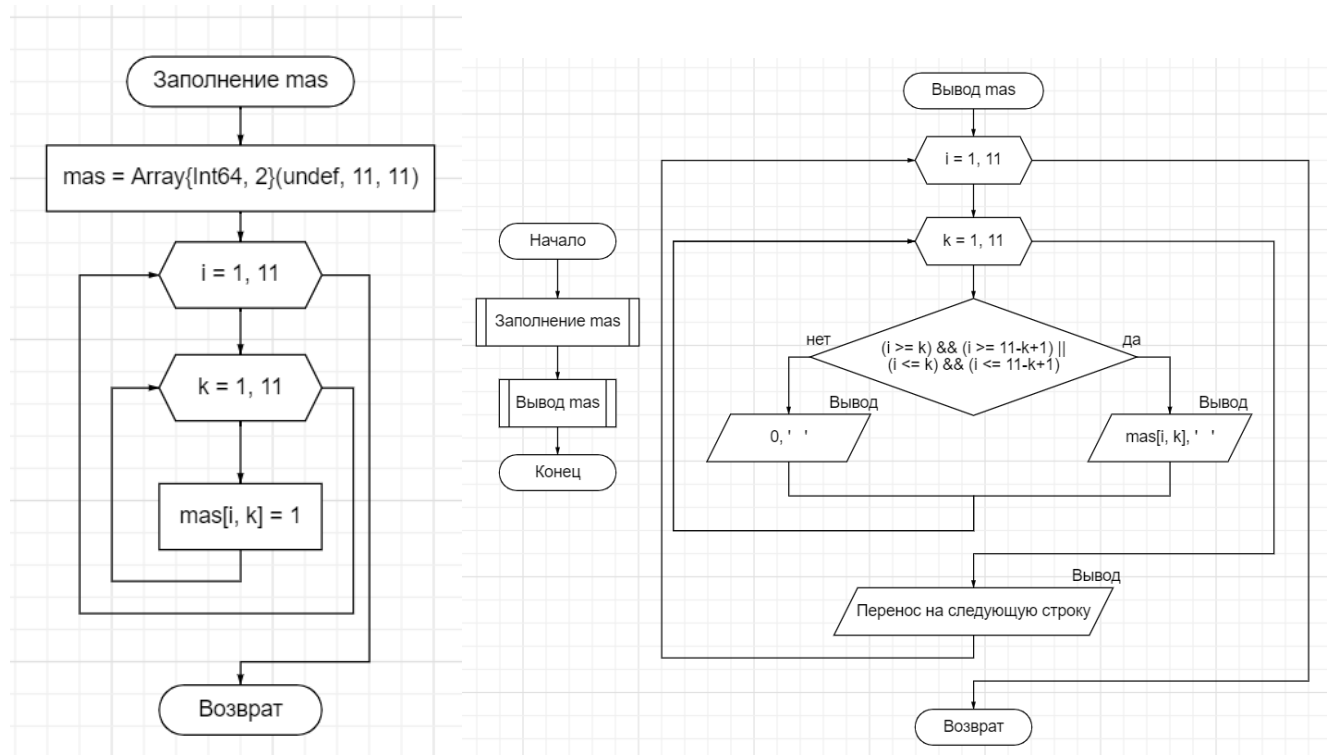 Заполнение mas
mas = Array{Int64, 2}(undef, 11, 11)
i = 1, 11
k = 1, 11
mas[i, k] = 1
Возврат
Начало
Заполнение mas
Вывод mas
Конец
Вывод mas
i = 1, 11
k = 1, 11
нет
(i >= k) && (i >= 11-k+1) ||
(i <= k) && (i <= 11-k+1)
да
Вывод
0, ' '
Вывод
mas[i, k], ' '
Вывод
Перенос на следующую строку
Возврат